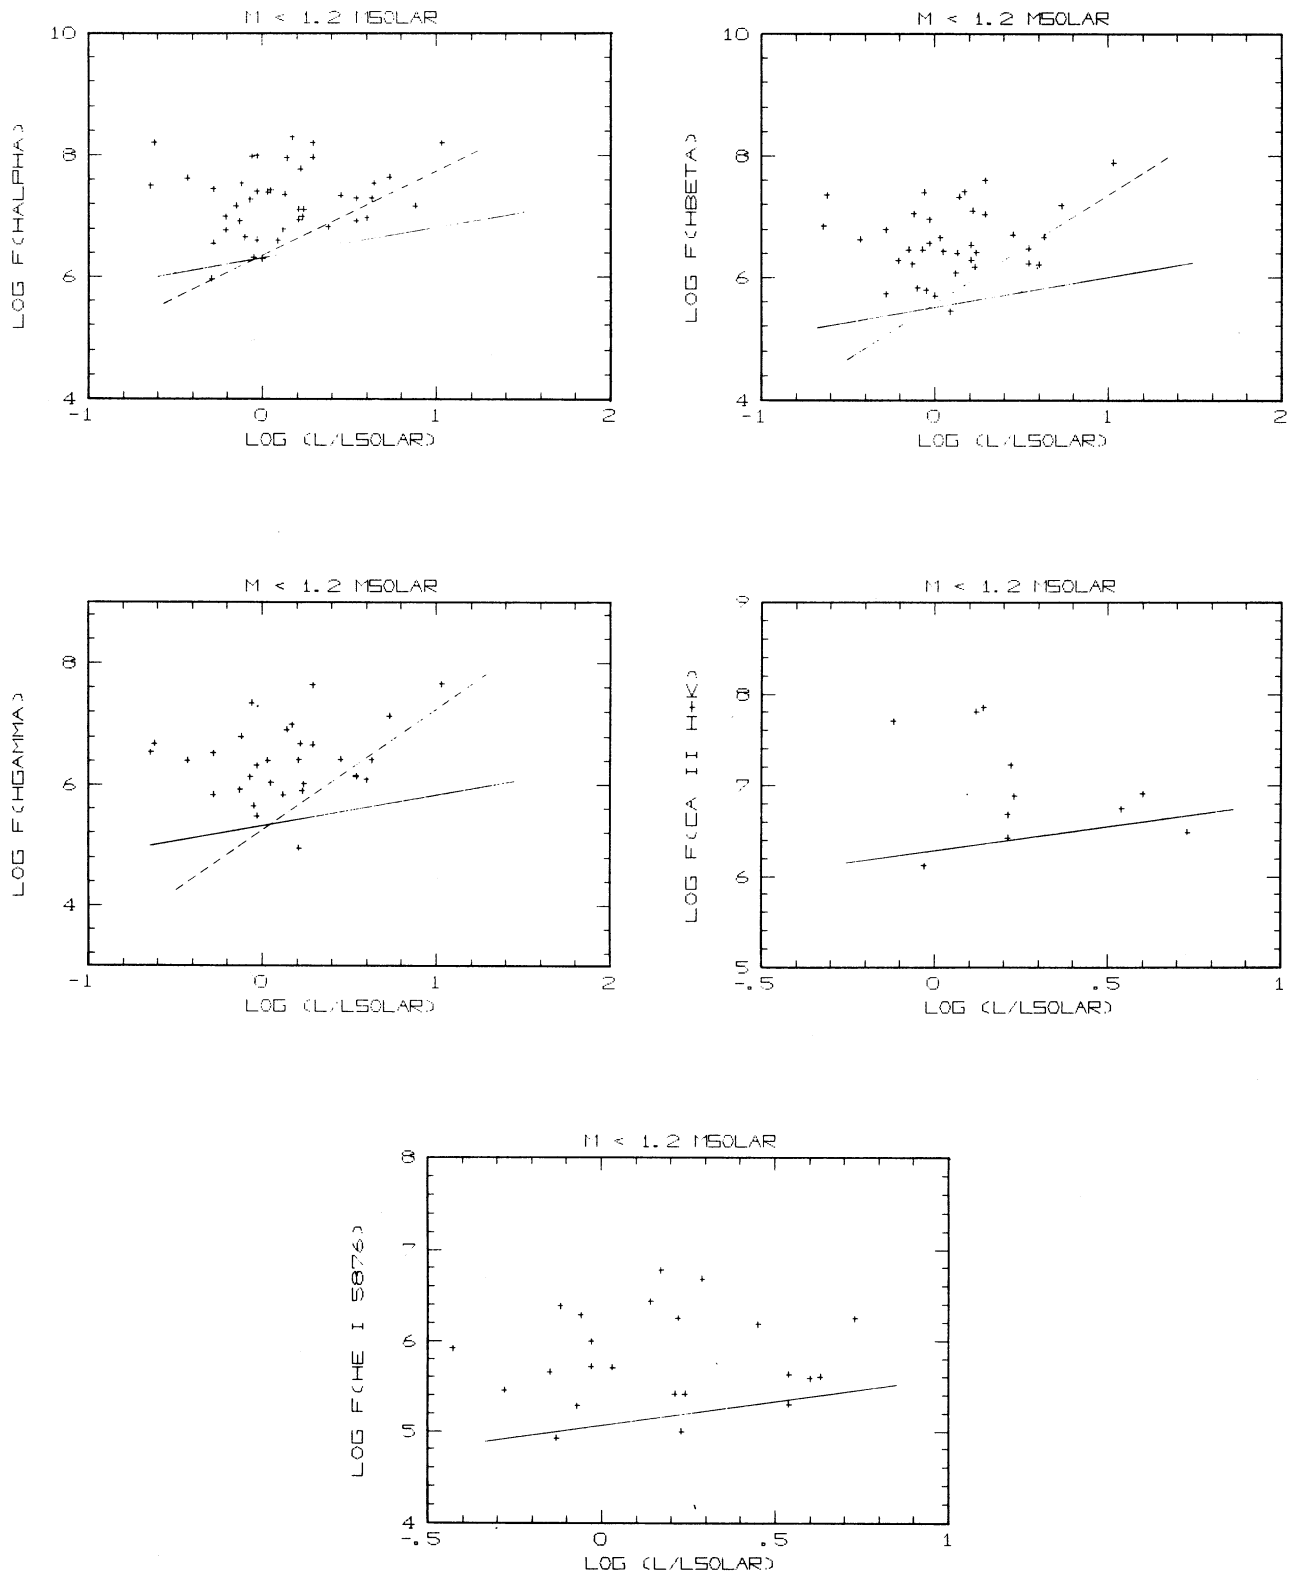 M < 1.2 MSOLAR
10
8
6
4
-1 0 1 2
LOG F(HALPHA)
LOG (L/LSOLAR)
M < 1.2 MSOLAR
10
8
6
4
-1 0 1 2
LOG F(HBETA)
LOG (L/LSOLAR)
M < 1.2 MSOLAR
8
6
4
-1 0 1 2
LOG F(HGAMMA)
LOG (L/LSOLAR)
M < 1.2 MSOLAR
9
8
7
6
5
-.5 0 .5 1
LOG F(CA II H+K)
LOG (L/LSOLAR)
M < 1.2 MSOLAR
8
7
6
5
4
-.5 0 .5 1
LOG F(HE I 5876)
LOG (L/LSOLAR)